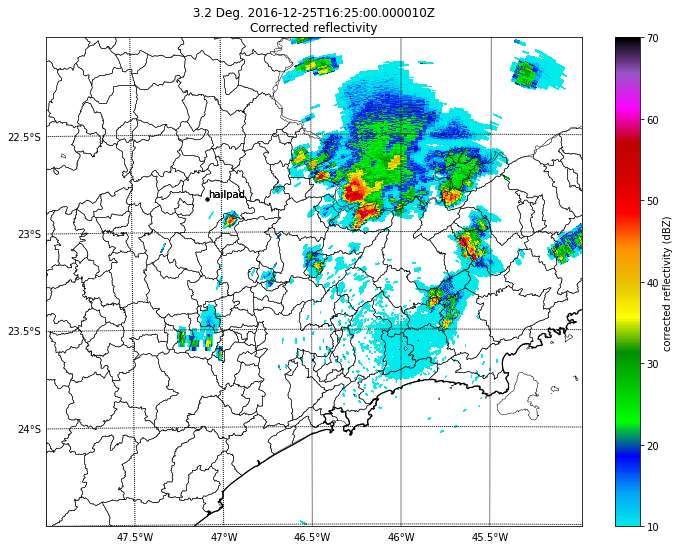 3.2 Deg. 2016-12-25T16:25:00.000010Z
Corrected reflectivity
22.5°S
23°S
23.5°S
24°S
hailpad
47.5°W
47°W
46.5°W
46°W
45.5°W
70
60
50
40
30
20
10
corrected reflectivity (dBZ)